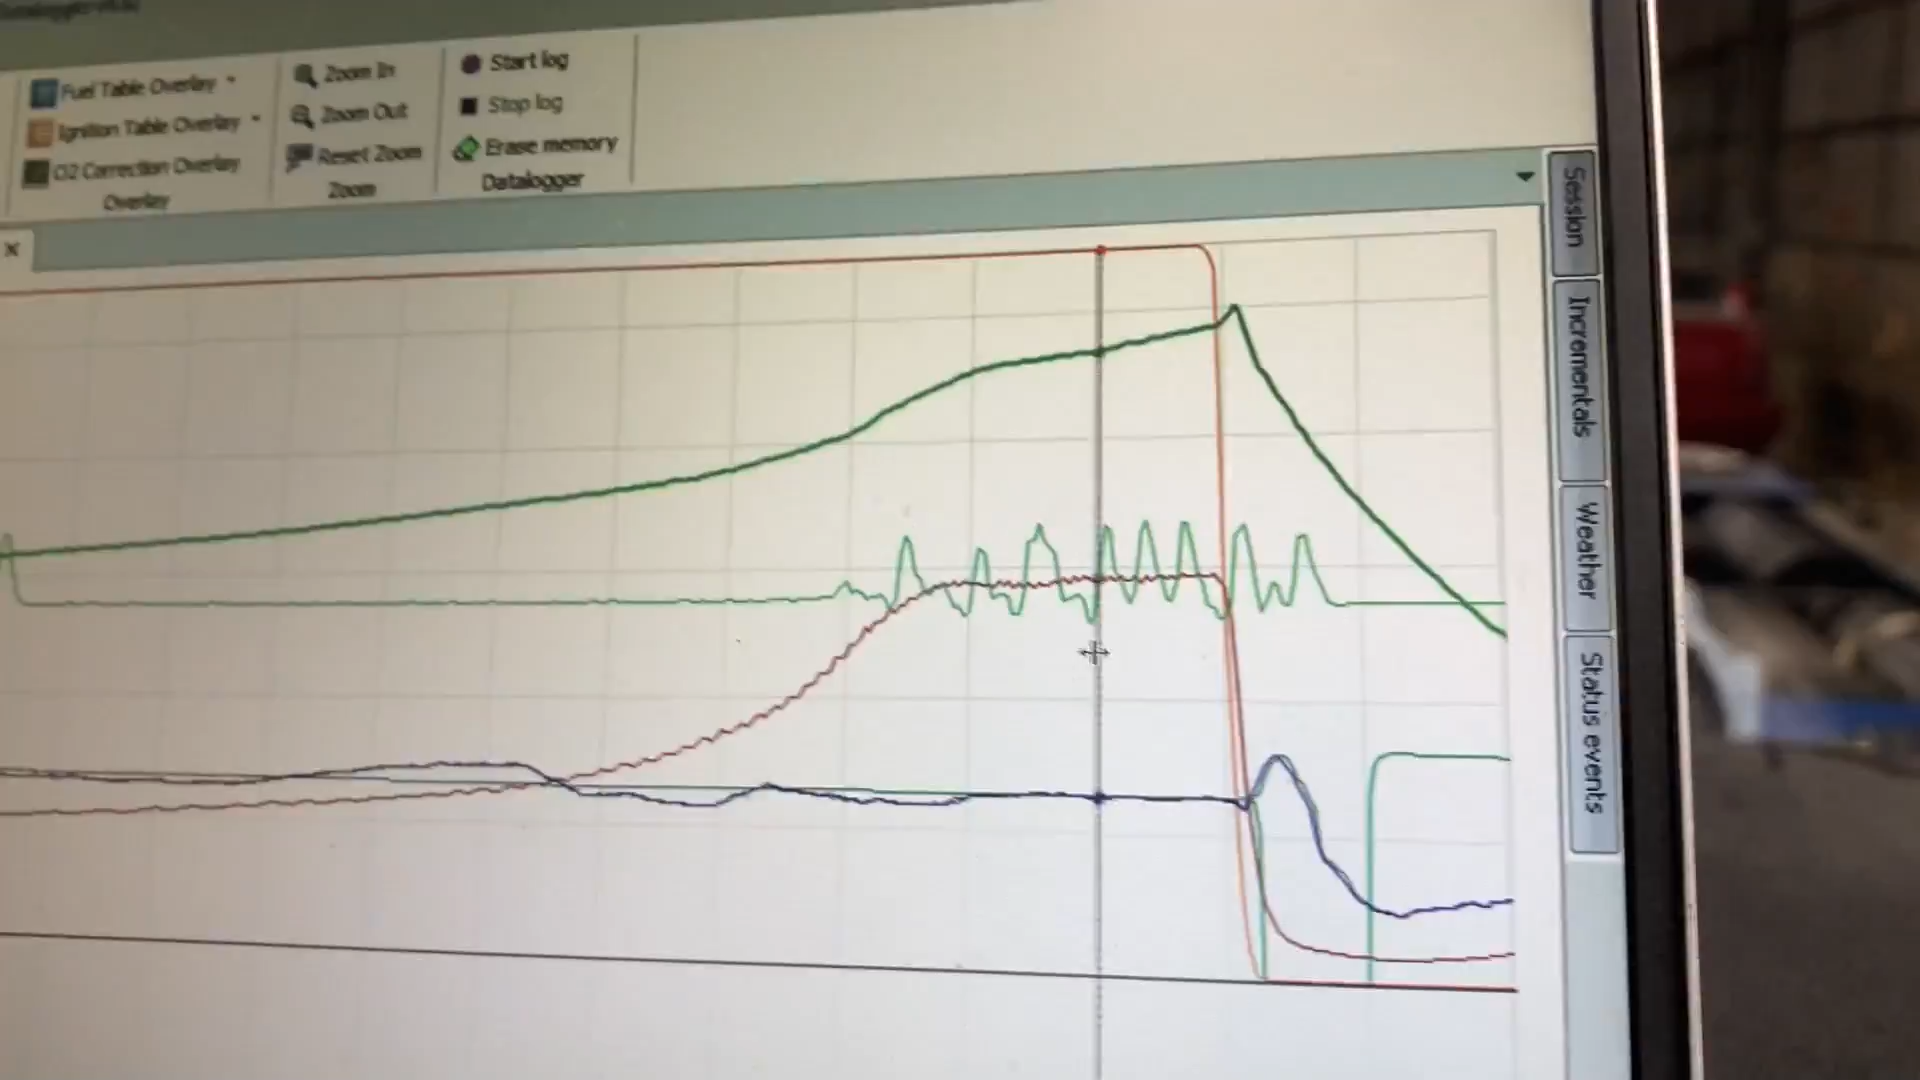 Fuel Table Overlay
Ignition Table Overlay
O2 Correction Overlay
Overlay
Zoom In
Zoom Out
Reset Zoom
Zoom
Start log
Stop log
Erase memory
Datalogger
Session
Incrementals
Weather
Status events